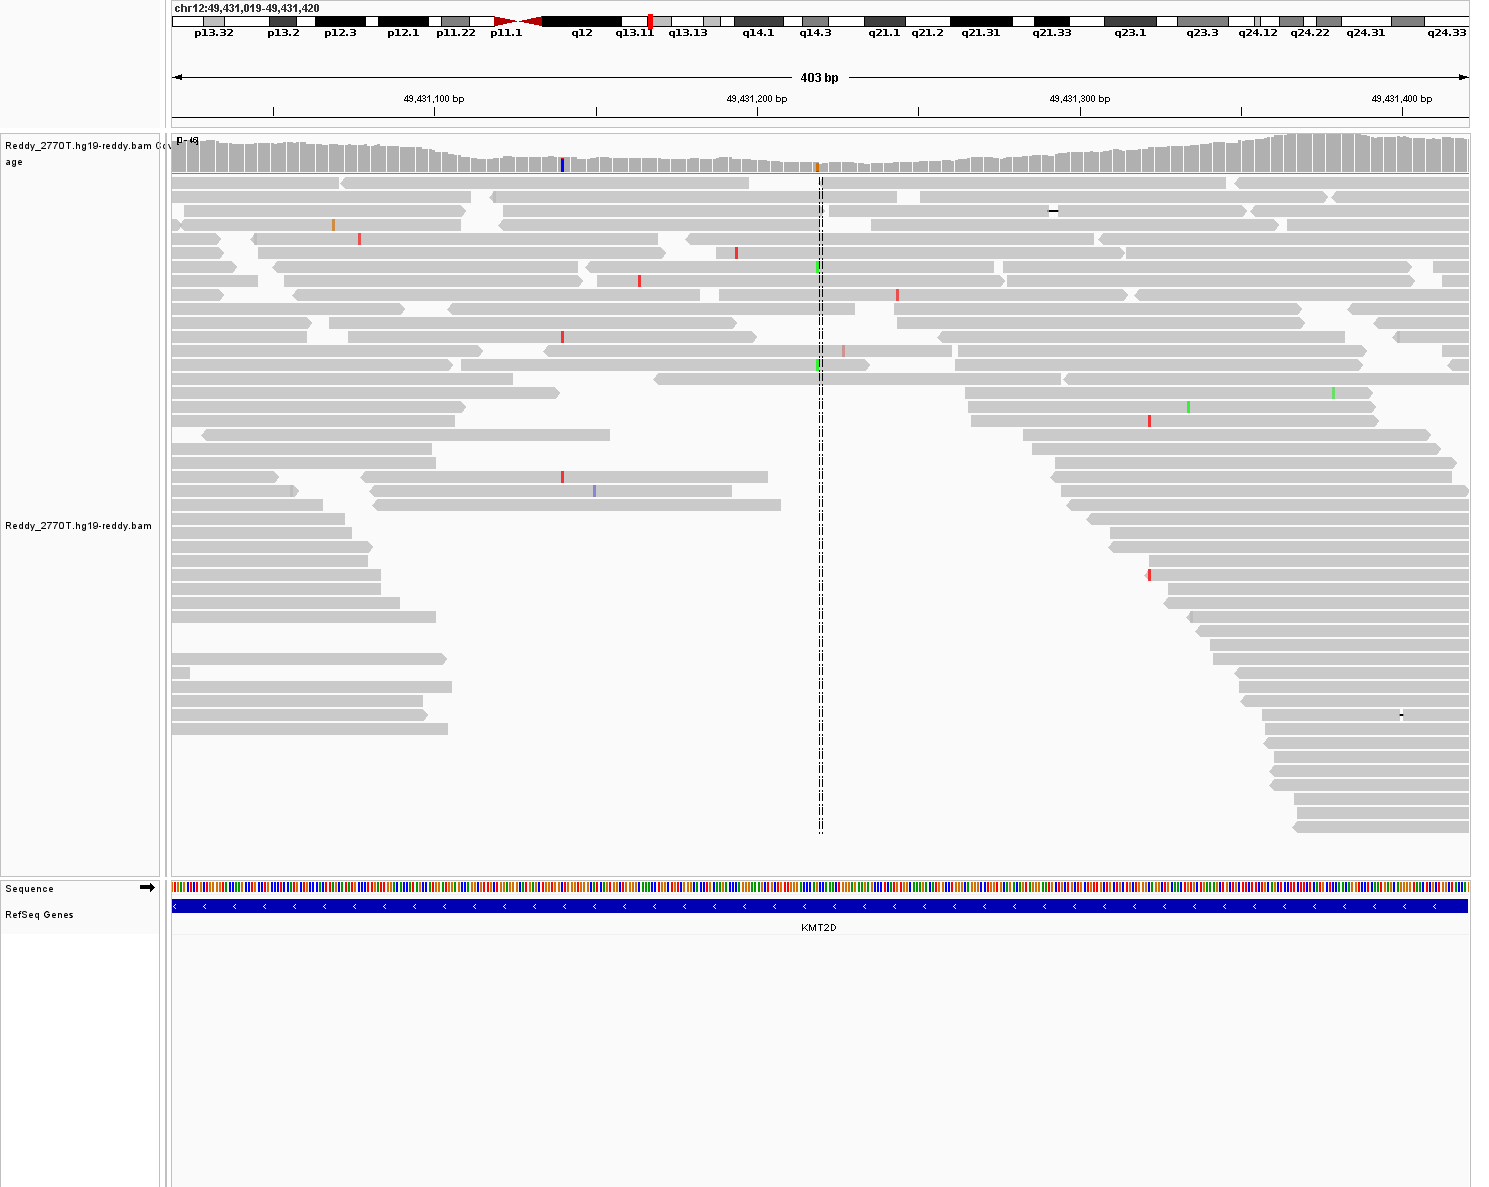 chr12:49,431,019-49,431,420
p13.32 p13.2 p12.3 p12.1 p11.22 p11.1 q12 q13.11 q13.13 q14.1 q14.3 q21.1 q21.2 q21.31 q21.33 q23.1 q23.3 q24.12 q24.22 q24.31 q24.33
403 bp
49,431,100 bp 49,431,200 bp 49,431,300 bp 49,431,400 bp
Reddy_2770T.hg19-reddy.bam Cov
age
Reddy_2770T.hg19-reddy.bam
Sequence
RefSeq Genes
KMT2D